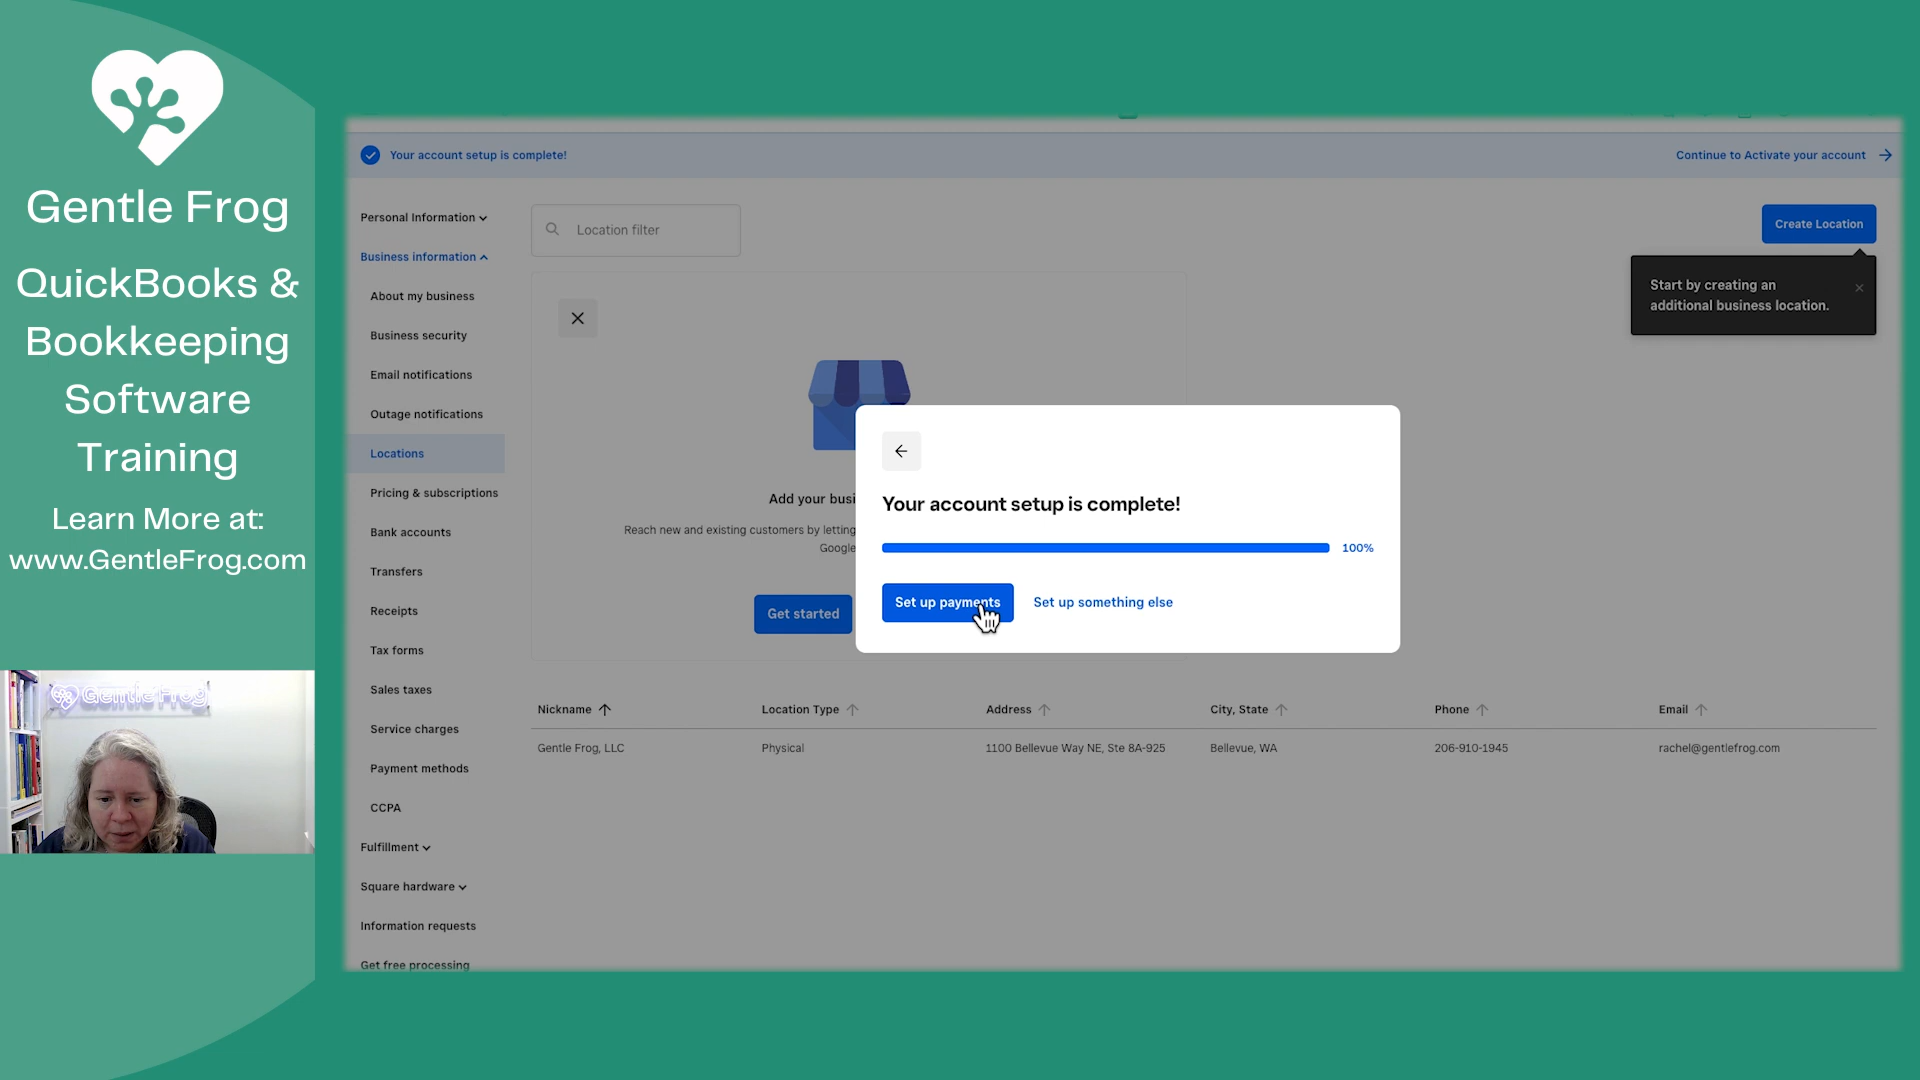 Gentle Frog
QuickBooks &
Bookkeeping
Software
Training
Learn More at:
www.GentleFrog.com
Gentle Frog
Your account setup is complete!
Continue to Activate your account
Personal Information
Business information
About my business
Business security
Email notifications
Outage notifications
Locations
Pricing & subscriptions
Bank accounts
Transfers
Receipts
Tax forms
Sales taxes
Service charges
Payment methods
CCPA
Fulfillment
Square hardware
Information requests
Get free processing
Location filter
Create Location
Start by creating an
additional business location.
Add your busi
Reach new and existing customers by letting
Google
Get started
Your account setup is complete!
100%
Set up payments
Set up something else
Nickname Location Type Address City, State Phone Email
Gentle Frog, LLC Physical 1100 Bellevue Way NE, Ste 8A-925 Bellevue, WA 206-910-1945 rachel@gentlefrog.com